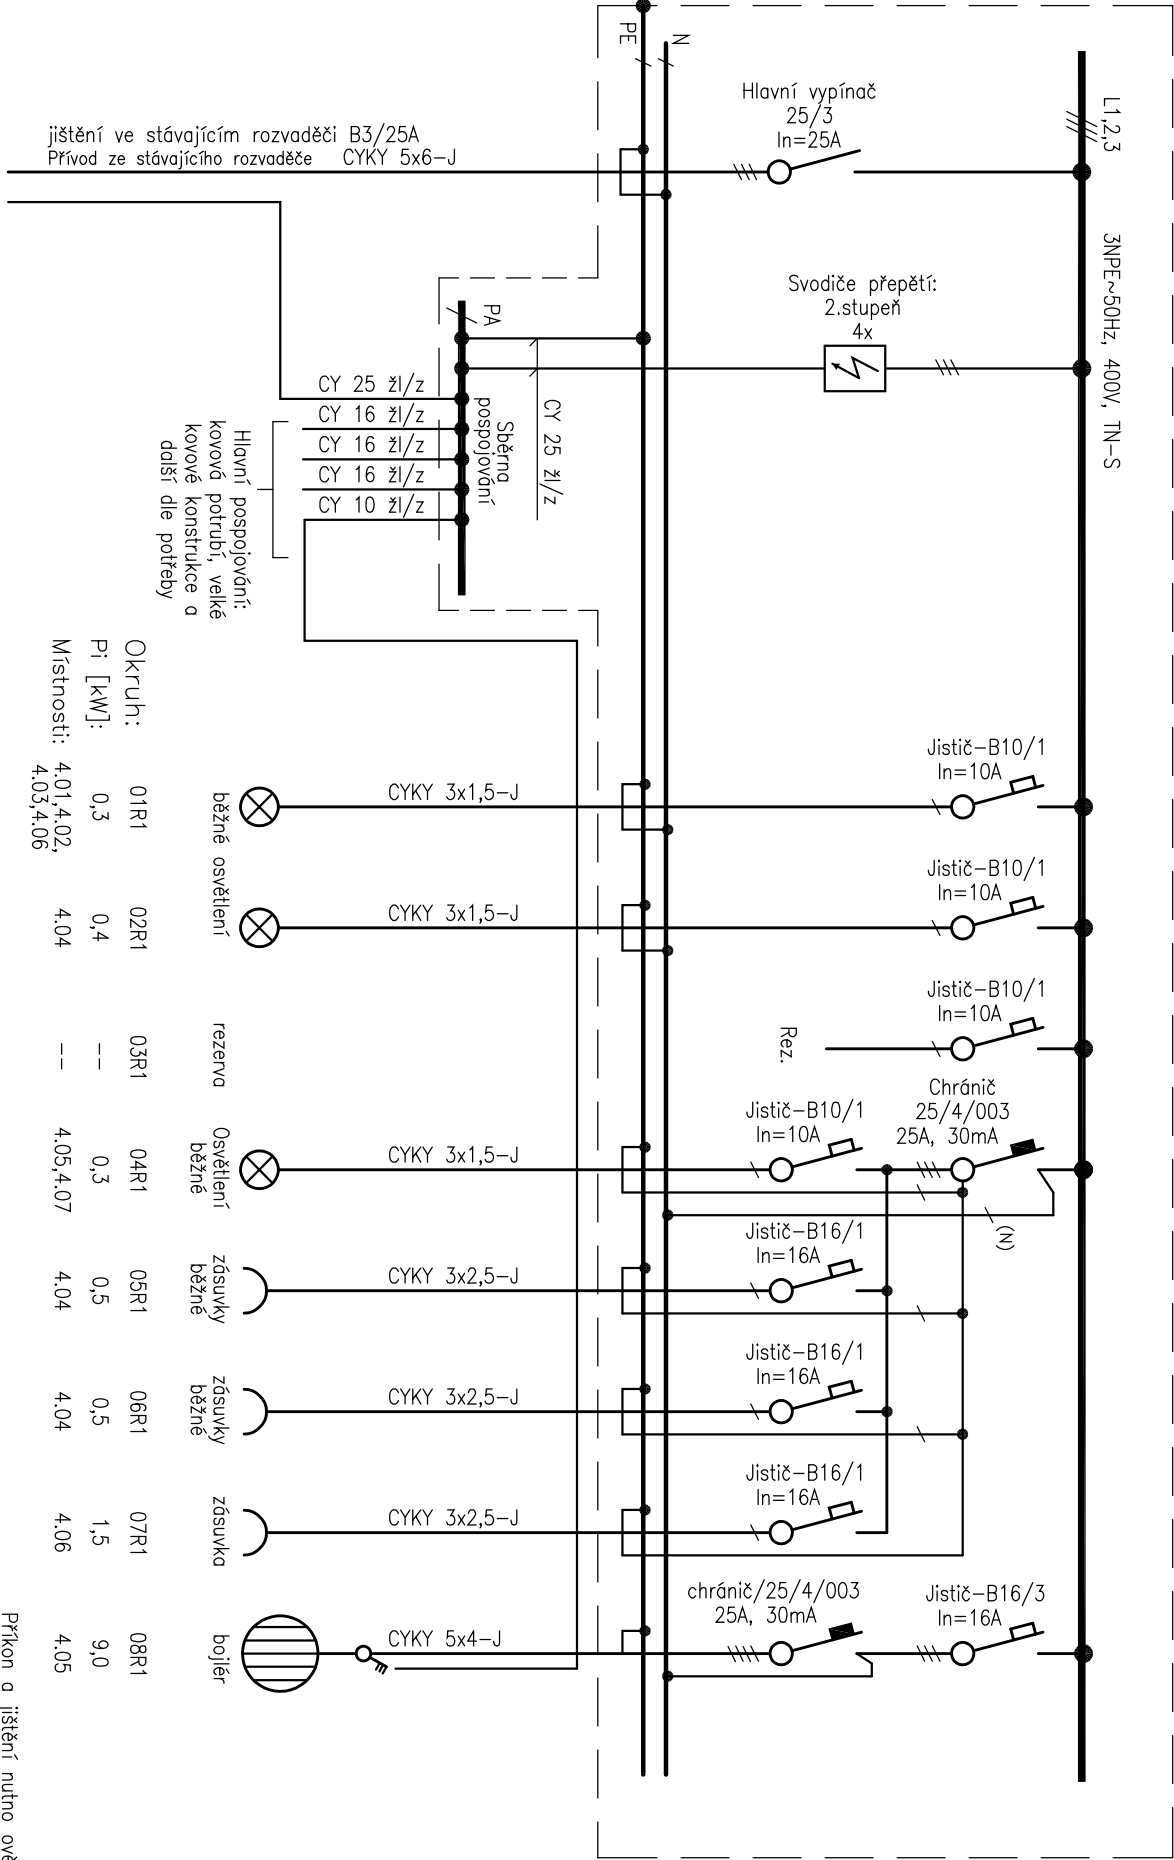 PE
N
L1,2,3
3NPE~50Hz, 400V, TN-S
Hlavní vypínač
25/3
In=25A
jištění ve stávajícím rozvaděči B3/25A
Přívod ze stávajícího rozvaděče CYKY 5x6-J
Svodiče přepětí:
2.stupeň
4x
PA
Sběrna
pospojování
CY 25 žl/z
CY 25 žl/z
CY 16 žl/z
CY 16 žl/z
CY 16 žl/z
CY 10 žl/z
Hlavní pospojování:
kovová potrubí, velké
kovové konstrukce a
další dle potřeby
Jistič-B10/1
In=10A
CYKY 3x1,5-J
Jistič-B10/1
In=10A
CYKY 3x1,5-J
Jistič-B10/1
In=10A
Rez.
Chránič
25/4/003
25A, 30mA
(N)
Jistič-B10/1
In=10A
CYKY 3x1,5-J
Jistič-B16/1
In=16A
CYKY 3x2,5-J
Jistič-B16/1
In=16A
CYKY 3x2,5-J
Jistič-B16/1
In=16A
CYKY 3x2,5-J
Jistič-B16/3
In=16A
chránič/25/4/003
25A, 30mA
CYKY 5x4-J
běžné osvětlení
rezerva
Osvětlení
běžné
zásuvky
běžné
zásuvky
běžné
zásuvka
bojlér
Okruh: 01R1 02R1 03R1 04R1 05R1 06R1 07R1 08R1
Pi [kW]: 0,3 0,4 -- 0,3 0,5 0,5 1,5 9,0
Místnosti: 4.01,4.02, 4.04 -- 4.05,4.07 4.04 4.04 4.06 4.05
4.03,4.06
Příkon a jištění nutno ově